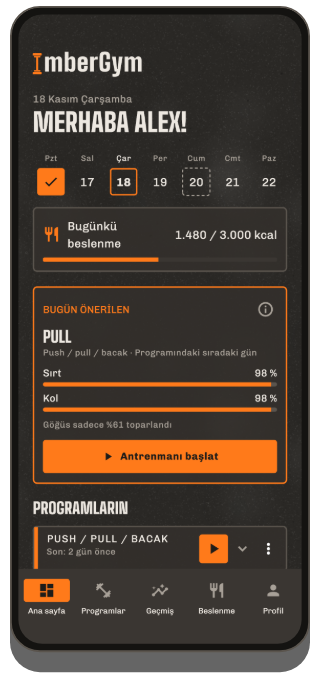 ImberGym
18 Kasım Çarşamba
MERHABA ALEX!
Pzt Sal Çar Per Cum Cmt Paz
17 18 19 20 21 22
Bugünkü
beslenme
1.480 / 3.000 kcal
BUGÜN ÖNERİLEN
PULL
Push / pull / bacak · Programındaki sıradaki gün
Sırt 98 %
Kol 98 %
Göğüs sadece %61 toparlandı
Antrenmanı başlat
PROGRAMLARIN
PUSH / PULL / BACAK
Son: 2 gün önce
Ana sayfa Programlar Geçmiş Beslenme Profil